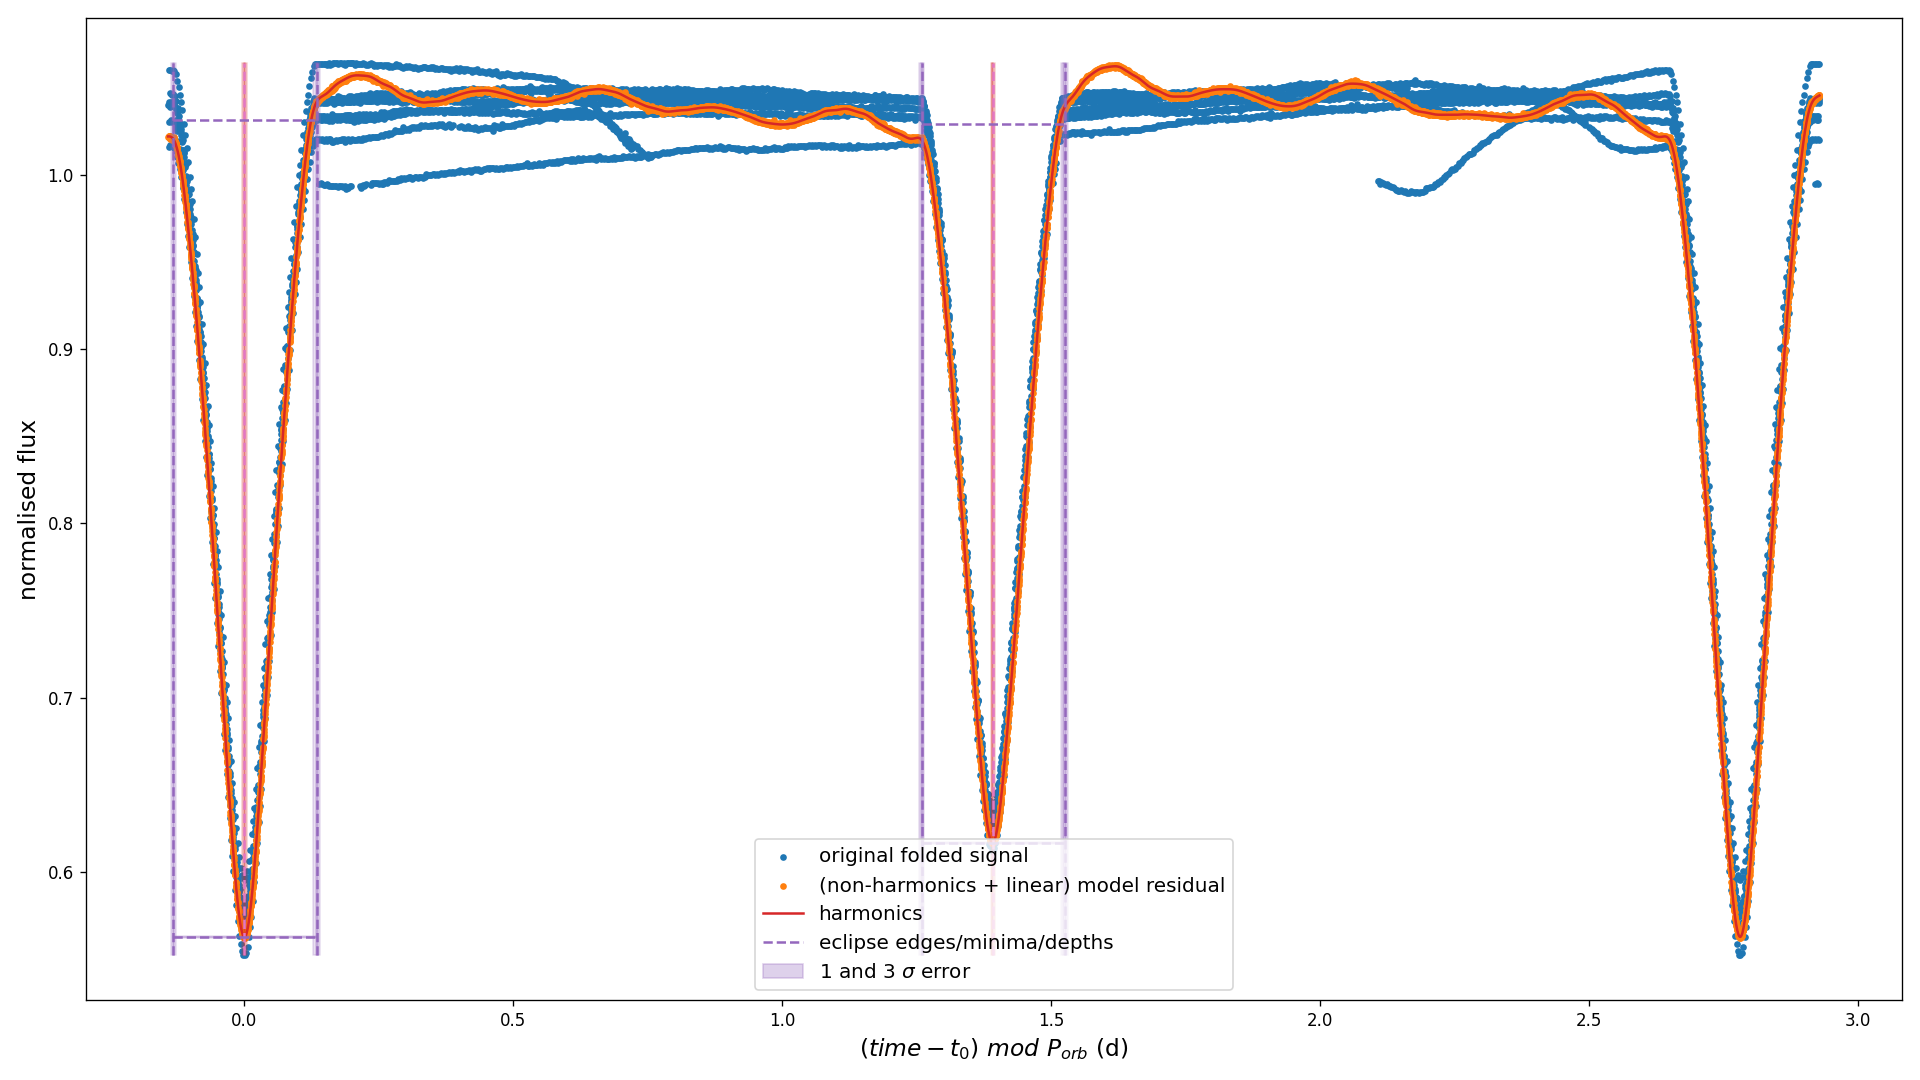 normalised flux
1.0
0.9
0.8
0.7
0.6
original folded signal
(non-harmonics + linear) model residual
harmonics
eclipse edges/minima/depths
1 and 3 σ error
0.0 0.5 1.0 1.5 2.0 2.5 3.0
(time − t₀) mod P_orb (d)